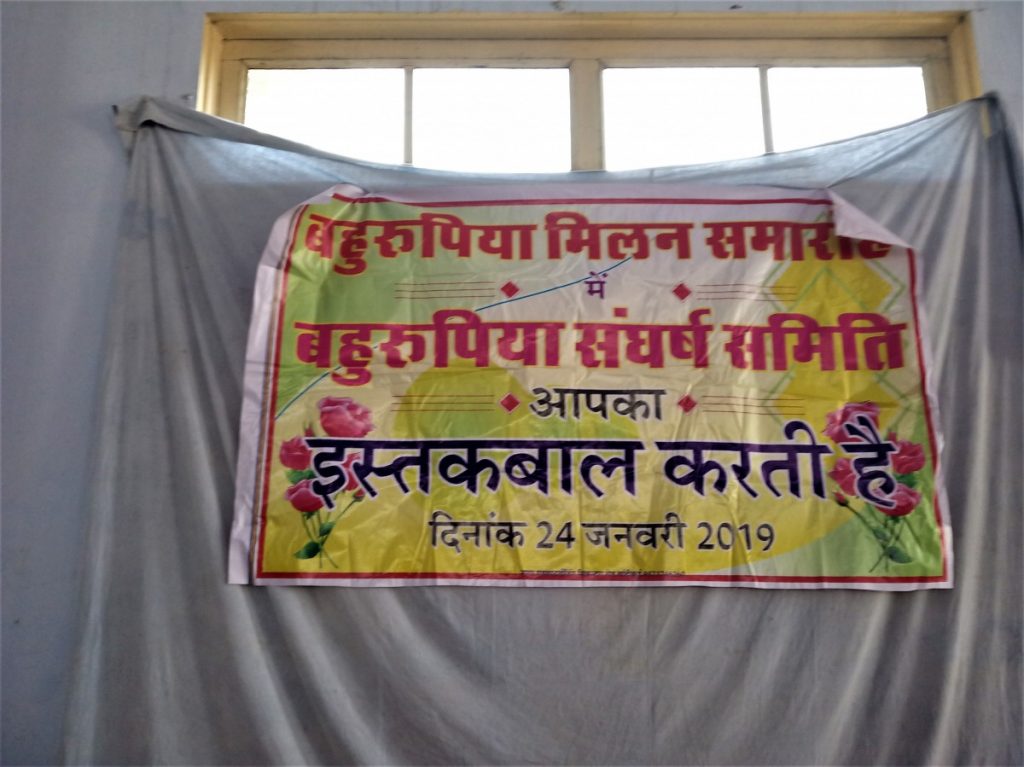 बहुरुपिया मिलन समारोह
में
बहुरुपिया संघर्ष समिति
आपका
इस्तकबाल करती है
दिनांक 24 जनवरी 2019